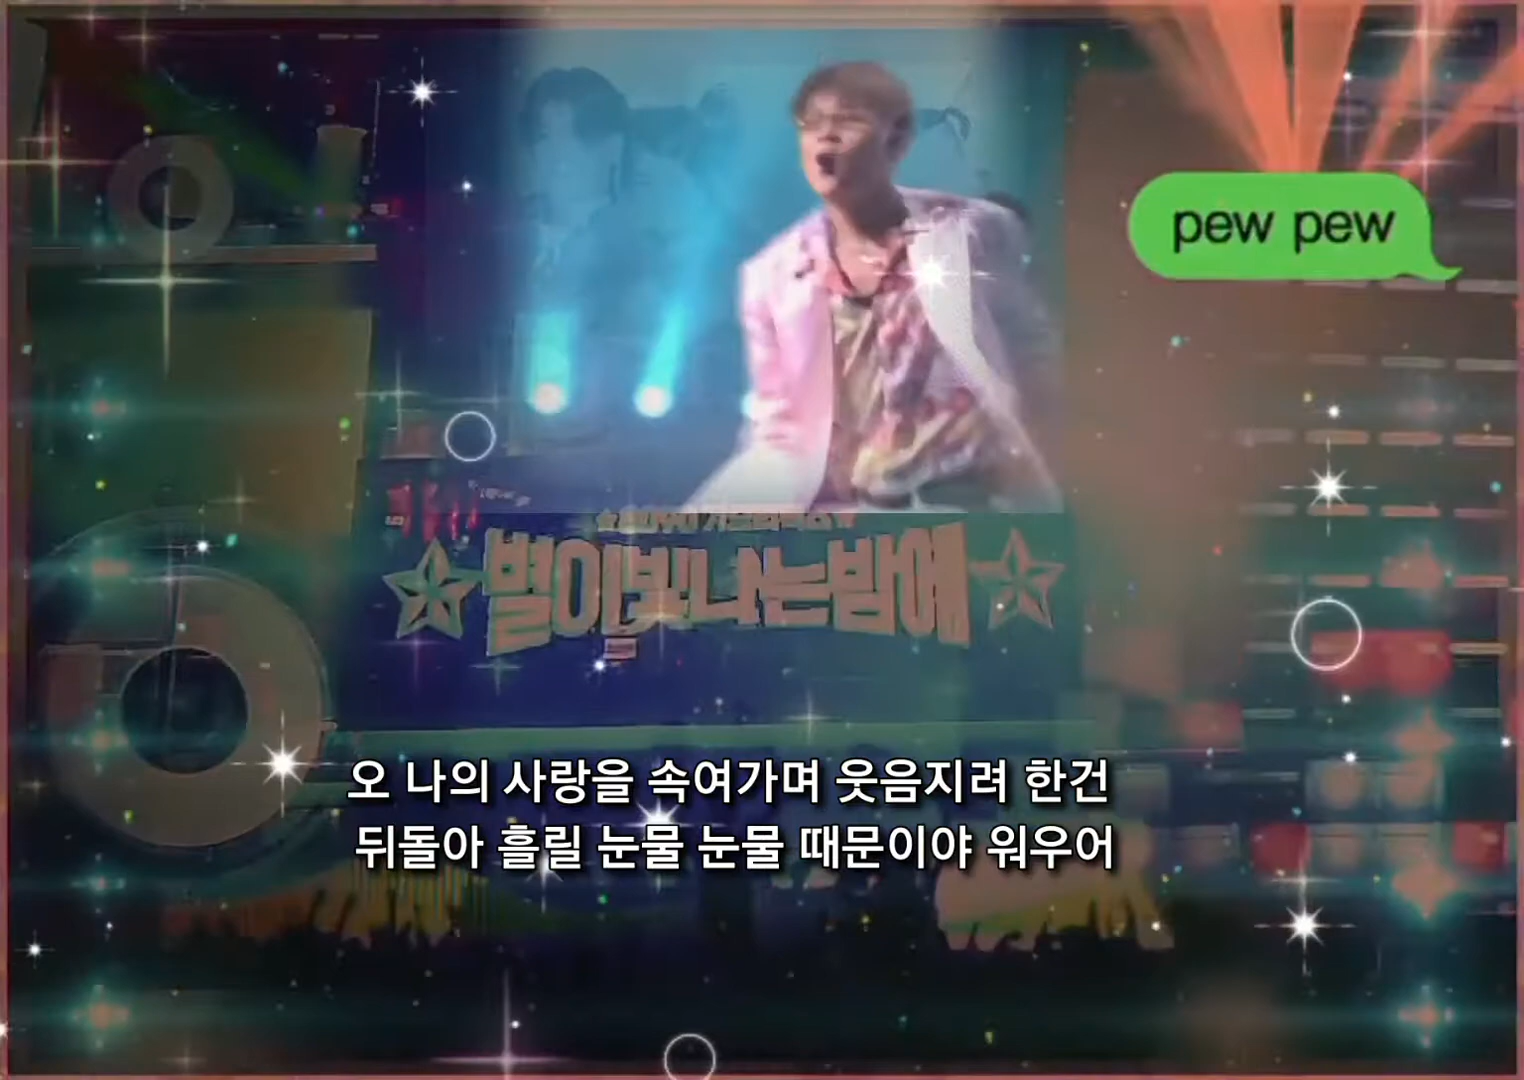 pew pew
별이 빛나는 밤에
오 나의 사랑을 속여가며 웃음지려 한건
뒤돌아 흘릴 눈물 눈물 때문이야 워우어